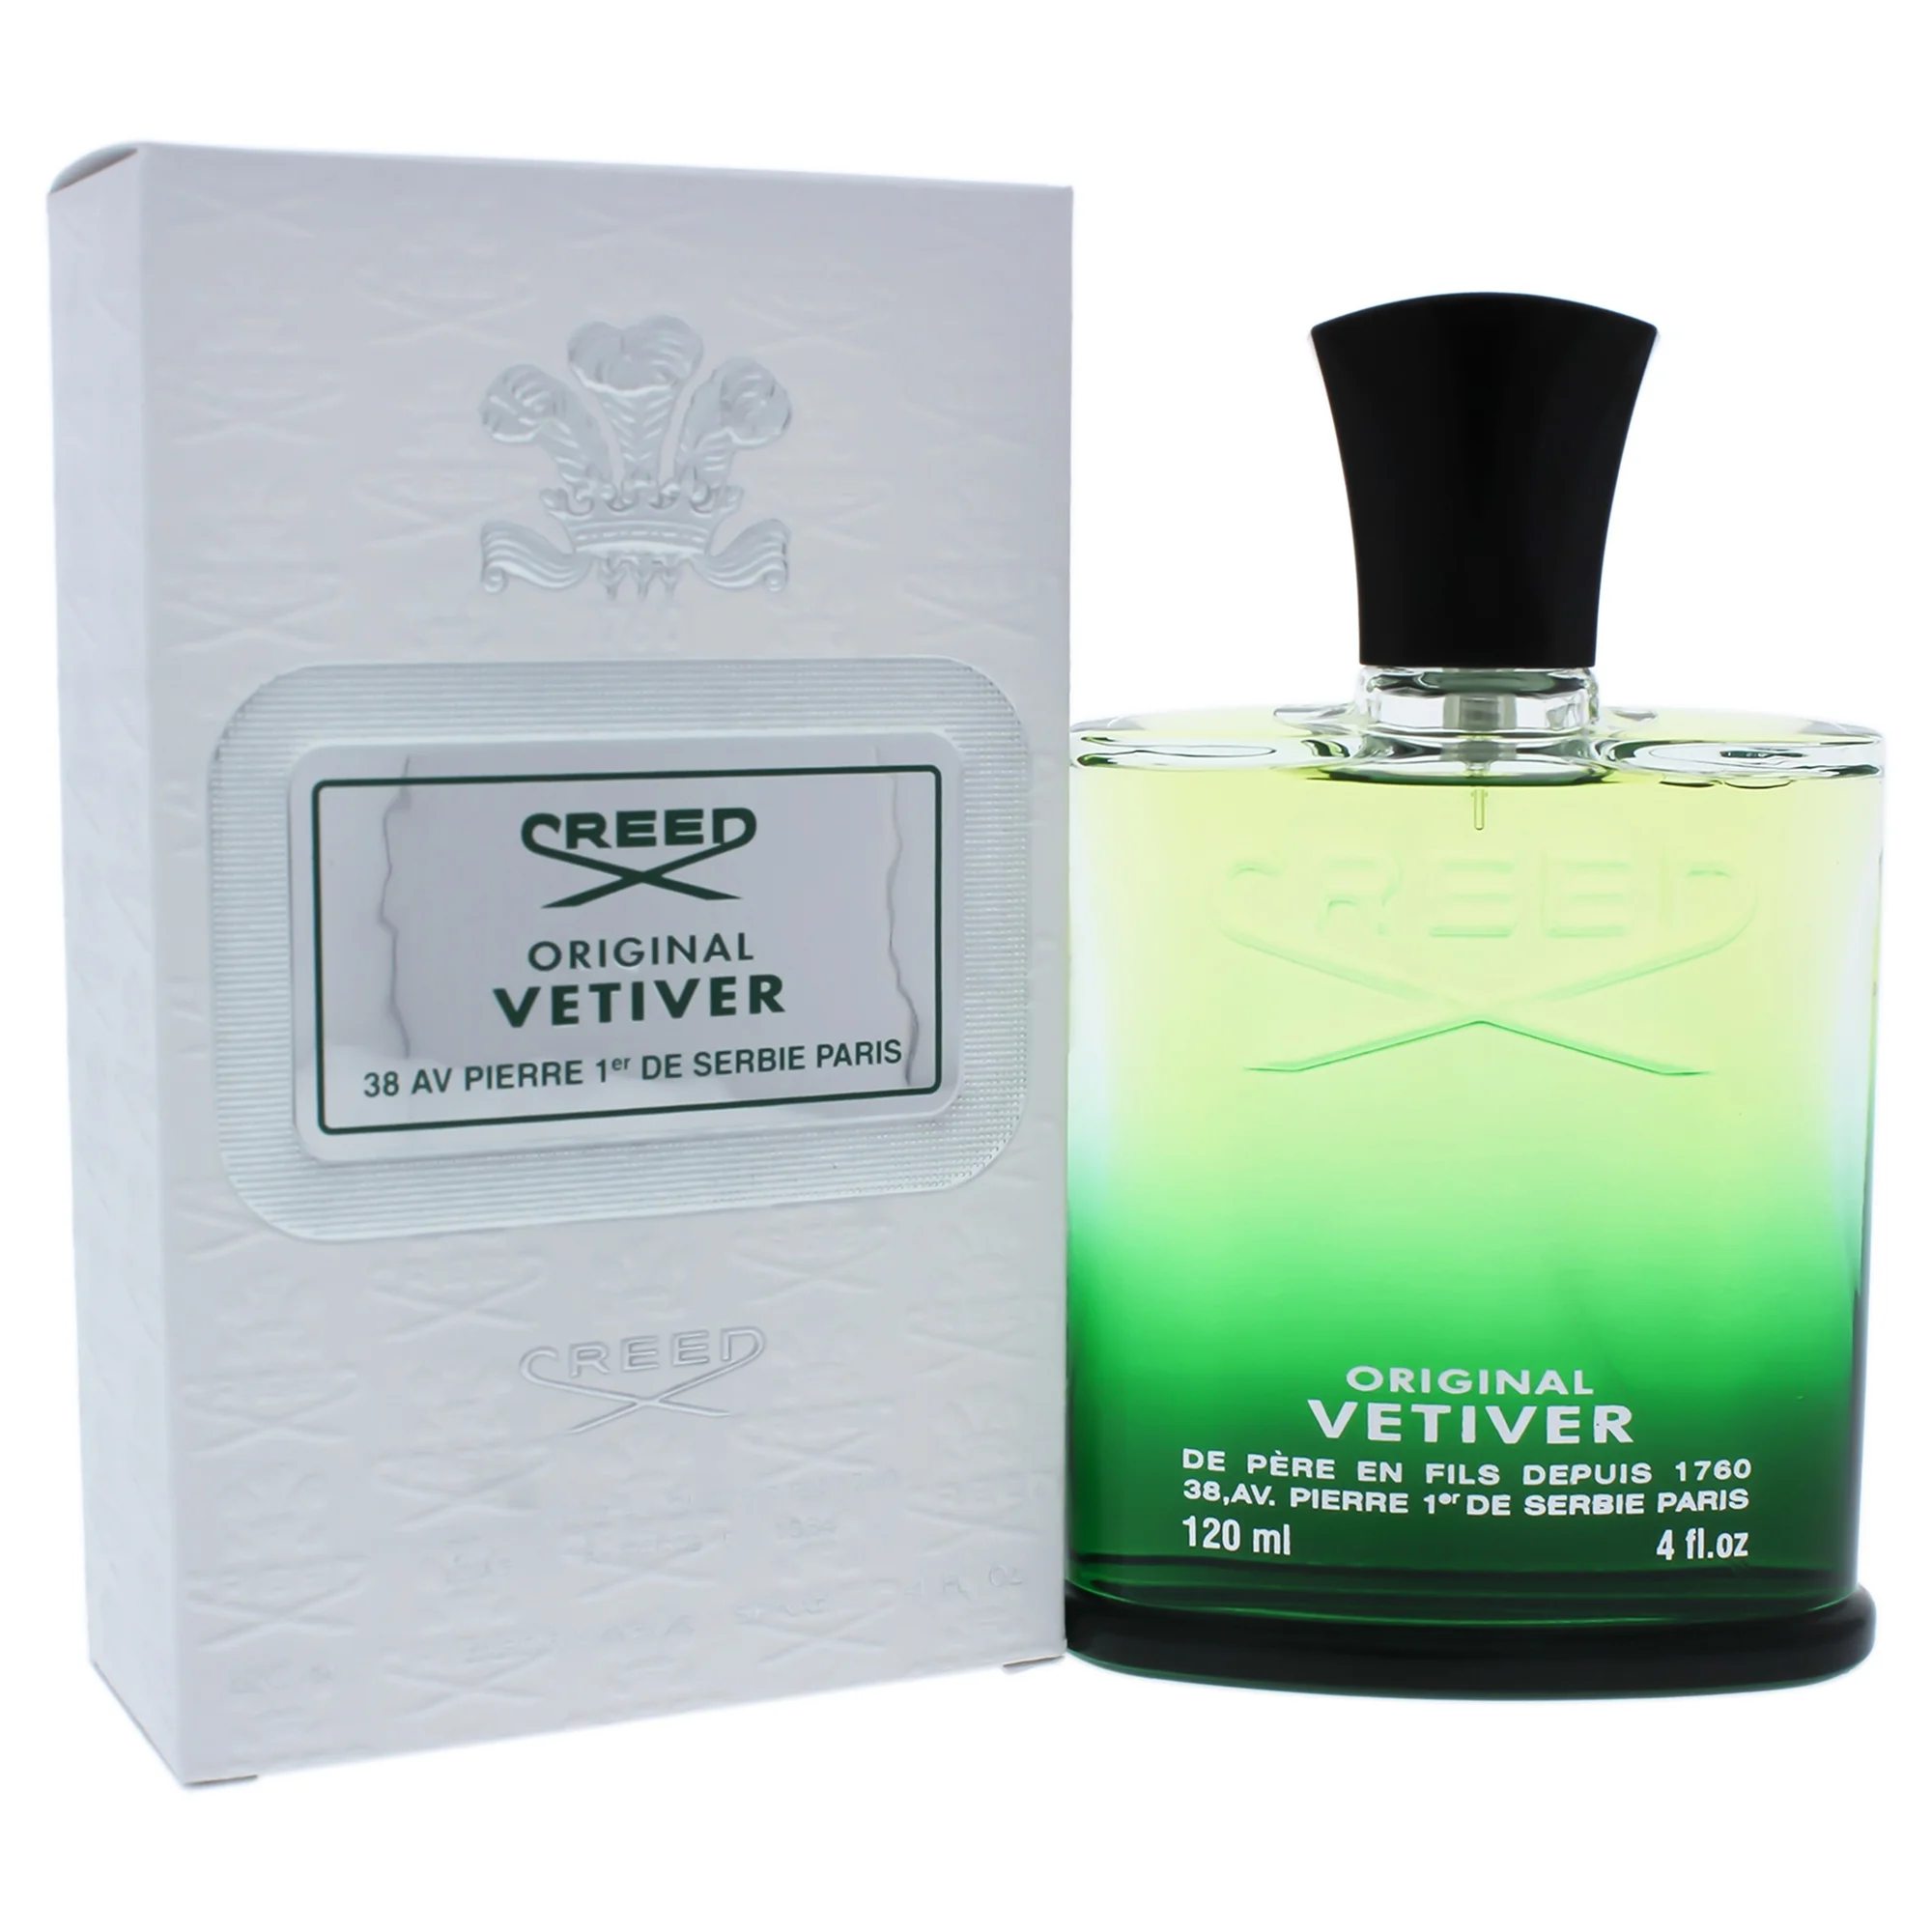 CREED
ORIGINAL
VETIVER
38 AV PIERRE 1er DE SERBIE PARIS
CREED
CREED
ORIGINAL
VETIVER
DE PÈRE EN FILS DEPUIS 1760
38,AV. PIERRE 1er DE SERBIE PARIS
120 ml 4 fl.oz